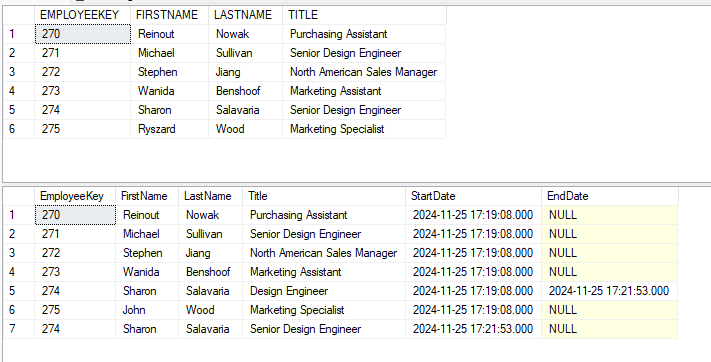 EMPLOYEEKEY FIRSTNAME LASTNAME TITLE
1 270 Reinout Nowak Purchasing Assistant
2 271 Michael Sullivan Senior Design Engineer
3 272 Stephen Jiang North American Sales Manager
4 273 Wanida Benshoof Marketing Assistant
5 274 Sharon Salavaria Senior Design Engineer
6 275 Ryszard Wood Marketing Specialist
EmployeeKey FirstName LastName Title StartDate EndDate
1 270 Reinout Nowak Purchasing Assistant 2024-11-25 17:19:08.000 NULL
2 271 Michael Sullivan Senior Design Engineer 2024-11-25 17:19:08.000 NULL
3 272 Stephen Jiang North American Sales Manager 2024-11-25 17:19:08.000 NULL
4 273 Wanida Benshoof Marketing Assistant 2024-11-25 17:19:08.000 NULL
5 274 Sharon Salavaria Design Engineer 2024-11-25 17:19:08.000 2024-11-25 17:21:53.000
6 275 John Wood Marketing Specialist 2024-11-25 17:19:08.000 NULL
7 274 Sharon Salavaria Senior Design Engineer 2024-11-25 17:21:53.000 NULL